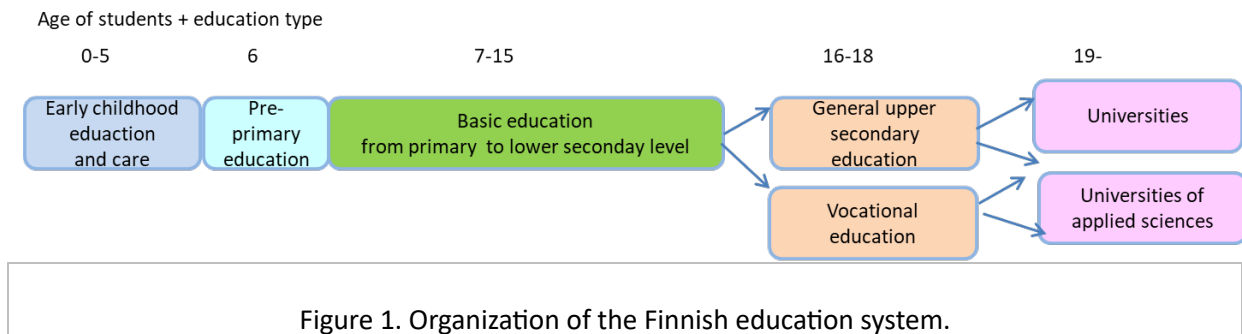 Age of students + education type
0-5
6
7-15
16-18
19-
Early childhood
eduaction
and care
Pre-
primary
education
Basic education
from primary to lower seconday level
General upper
secondary
education
Vocational
education
Universities
Universities of
applied sciences
Figure 1. Organization of the Finnish education system.